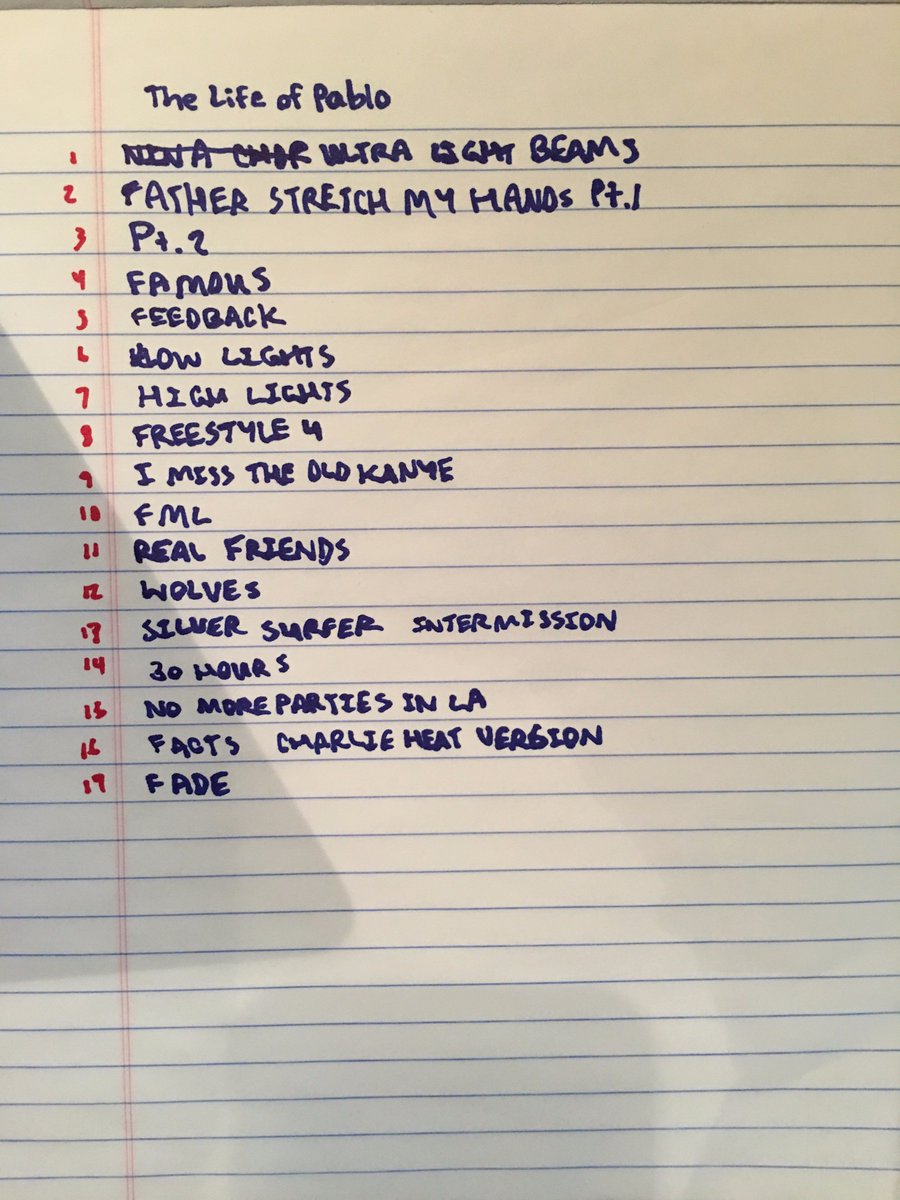 The Life of Pablo
1 NINA CHOR ULTRA LIGHT BEAMS
2 FATHER STRETCH MY HANDS Pt.1
3 Pt.2
4 FAMOUS
5 FEEDBACK
6 LOW LIGHTS
7 HIGH LIGHTS
8 FREESTYLE 4
9 I MISS THE OLD KANYE
10 FML
11 REAL FRIENDS
12 WOLVES
13 SILVER SURFER INTERMISSION
14 30 HOURS
15 NO MORE PARTIES IN LA
16 FACTS CHARLIE HEAT VERSION
17 FADE